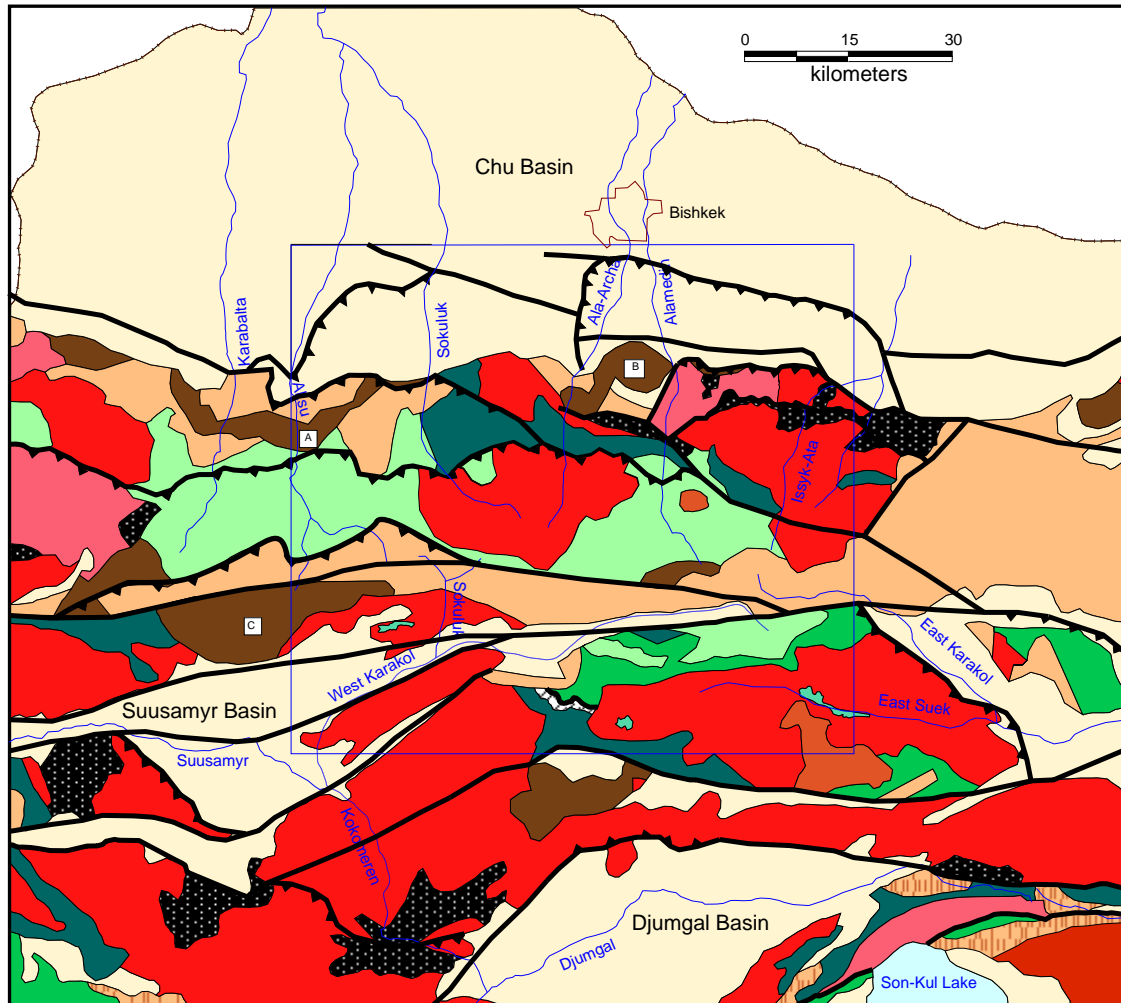 0 15 30
kilometers
Chu Basin
Bishkek
Ala-Archa
Alamedin
Karabalta
Sokuluk
Aksu
B
A
Issyk-Ata
C
Sokuluk
East Karakol
West Karakol
East Suek
Suusamyr Basin
Suusamyr
Kokomeren
Djumgal Basin
Djumgal
Son-Kul Lake